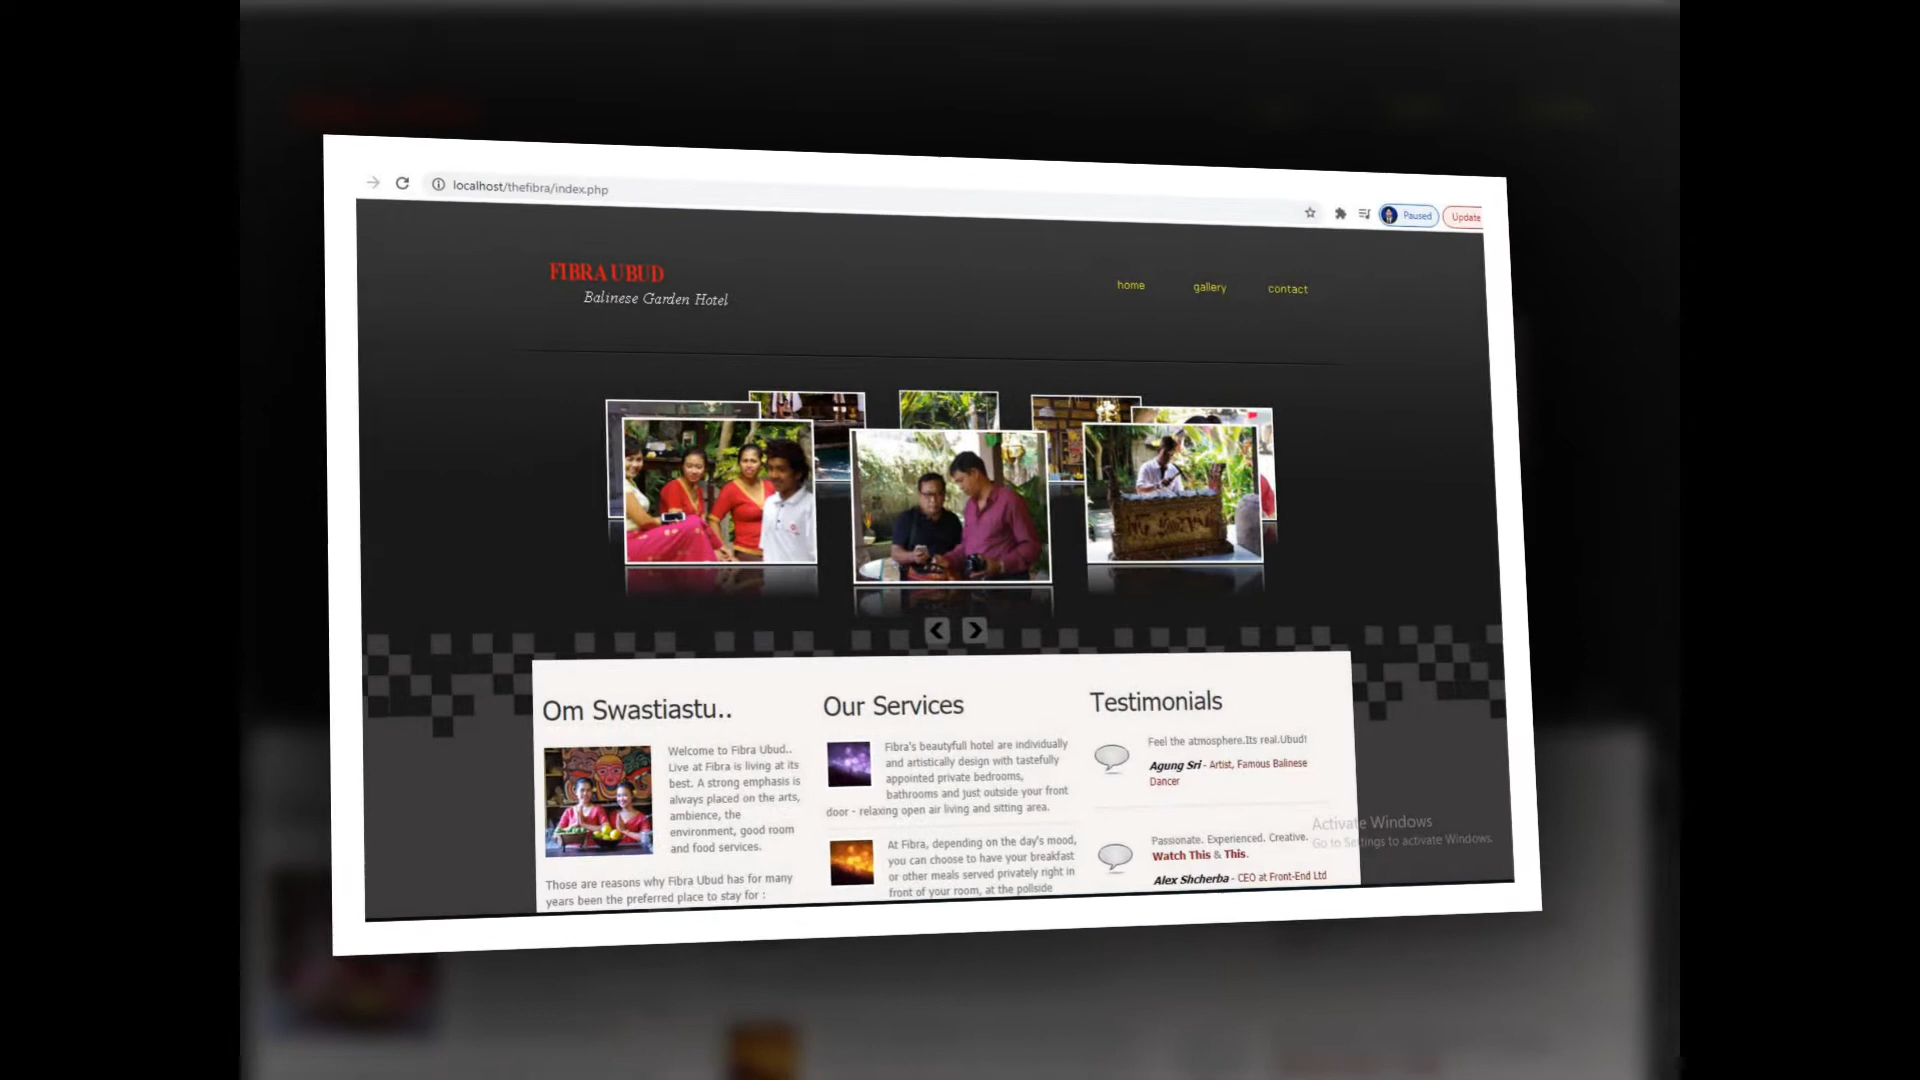 localhost/thefibra/index.php
Paused
Update
FIBRA UBUD
Balinese Garden Hotel
home
gallery
contact
Om Swastiastu..
Welcome to Fibra Ubud..
Live at Fibra is living at its
best. A strong emphasis is
always placed on the arts,
ambience, the
environment, good room
and food services.
Those are reasons why Fibra Ubud has for many
years been the preferred place to stay for :
Our Services
Fibra's beautyfull hotel are individually
and artistically design with tastefully
appointed private bedrooms,
bathrooms and just outside your front
door - relaxing open air living and sitting area.
At Fibra, depending on the day's mood,
you can choose to have your breakfast
or other meals served privately right in
front of your room, at the pollside
Testimonials
Feel the atmosphere.Its real.Ubud!
Agung Sri - Artist, Famous Balinese
Dancer
Passionate. Experienced. Creative.
Watch This & This.
Alex Shcherba - CEO at Front-End Ltd
Activate Windows
Go to Settings to activate Windows.